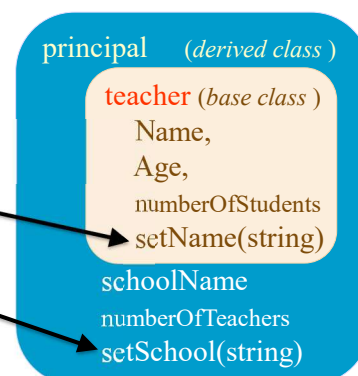 principal (derived class )
teacher (base class )
Name,
Age,
numberOfStudents
setName(string)
schoolName
numberOfTeachers
setSchool(string)